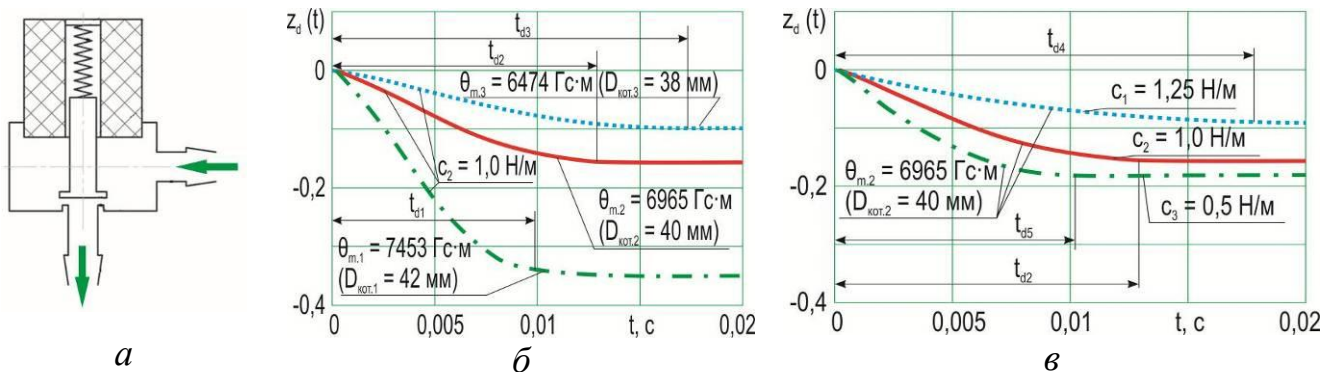 z_d (t)
0
-0,2
-0,4
t_d3
t_d2
θ_m.3 = 6474 Гс·м (D_кот.3 = 38 мм)
c_2 = 1,0 Н/м
θ_m.2 = 6965 Гс·м
(D_кот.2 = 40 мм)
t_d1
θ_m.1 = 7453 Гс·м
(D_кот.1 = 42 мм)
0 0,005 0,01 t, с 0,02
z_d (t)
0
-0,2
-0,4
t_d4
c_1 = 1,25 Н/м
c_2 = 1,0 Н/м
θ_m.2 = 6965 Гс·м
(D_кот.2 = 40 мм)
c_3 = 0,5 Н/м
t_d5
t_d2
0 0,005 0,01 t, с 0,02
а б в